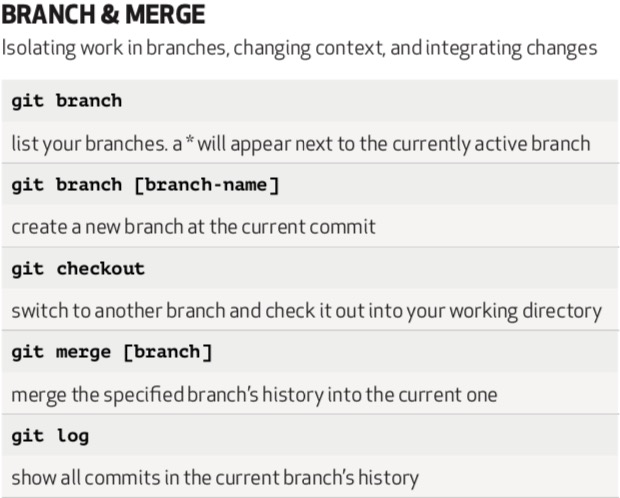 BRANCH & MERGE
Isolating work in branches, changing context, and integrating changes
git branch
list your branches. a * will appear next to the currently active branch
git branch [branch-name]
create a new branch at the current commit
git checkout
switch to another branch and check it out into your working directory
git merge [branch]
merge the specified branch’s history into the current one
git log
show all commits in the current branch’s history